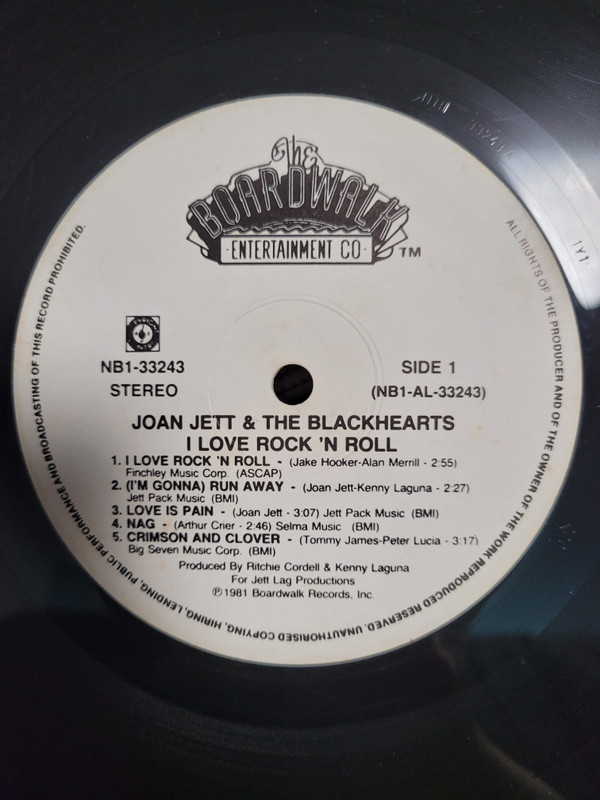 The
BOARDWALK
·ENTERTAINMENT CO· TM
NB1-33243 SIDE 1
STEREO (NB1-AL-33243)
JOAN JETT & THE BLACKHEARTS
I LOVE ROCK 'N ROLL
1. I LOVE ROCK 'N ROLL - (Jake Hooker-Alan Merrill - 2:55)
Finchley Music Corp. (ASCAP)
2. (I'M GONNA) RUN AWAY - (Joan Jett-Kenny Laguna - 2:27)
Jett Pack Music (BMI)
3. LOVE IS PAIN - (Joan Jett - 3:07) Jett Pack Music (BMI)
4. NAG - (Arthur Crier - 2:46) Selma Music (BMI)
5. CRIMSON AND CLOVER - (Tommy James-Peter Lucia - 3:17)
Big Seven Music Corp. (BMI)
Produced By Ritchie Cordell & Kenny Laguna
For Jett Lag Productions
℗1981 Boardwalk Records, Inc.
ALL RIGHTS OF THE PRODUCER AND OF THE OWNER OF THE WORK REPRODUCED RESERVED. UNAUTHORISED COPYING, HIRING, LENDING, PUBLIC PERFORMANCE AND BROADCASTING OF THIS RECORD PROHIBITED.
1Y1